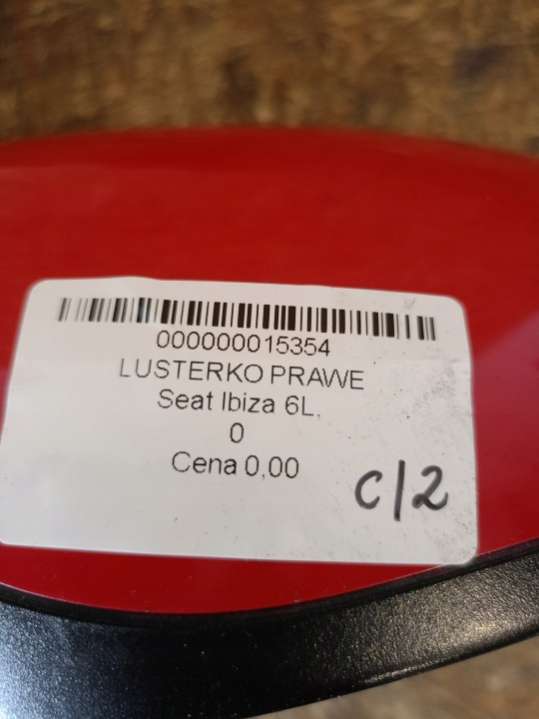 000000015354
LUSTERKO PRAWE
Seat Ibiza 6L,
0
Cena 0,00
c/2